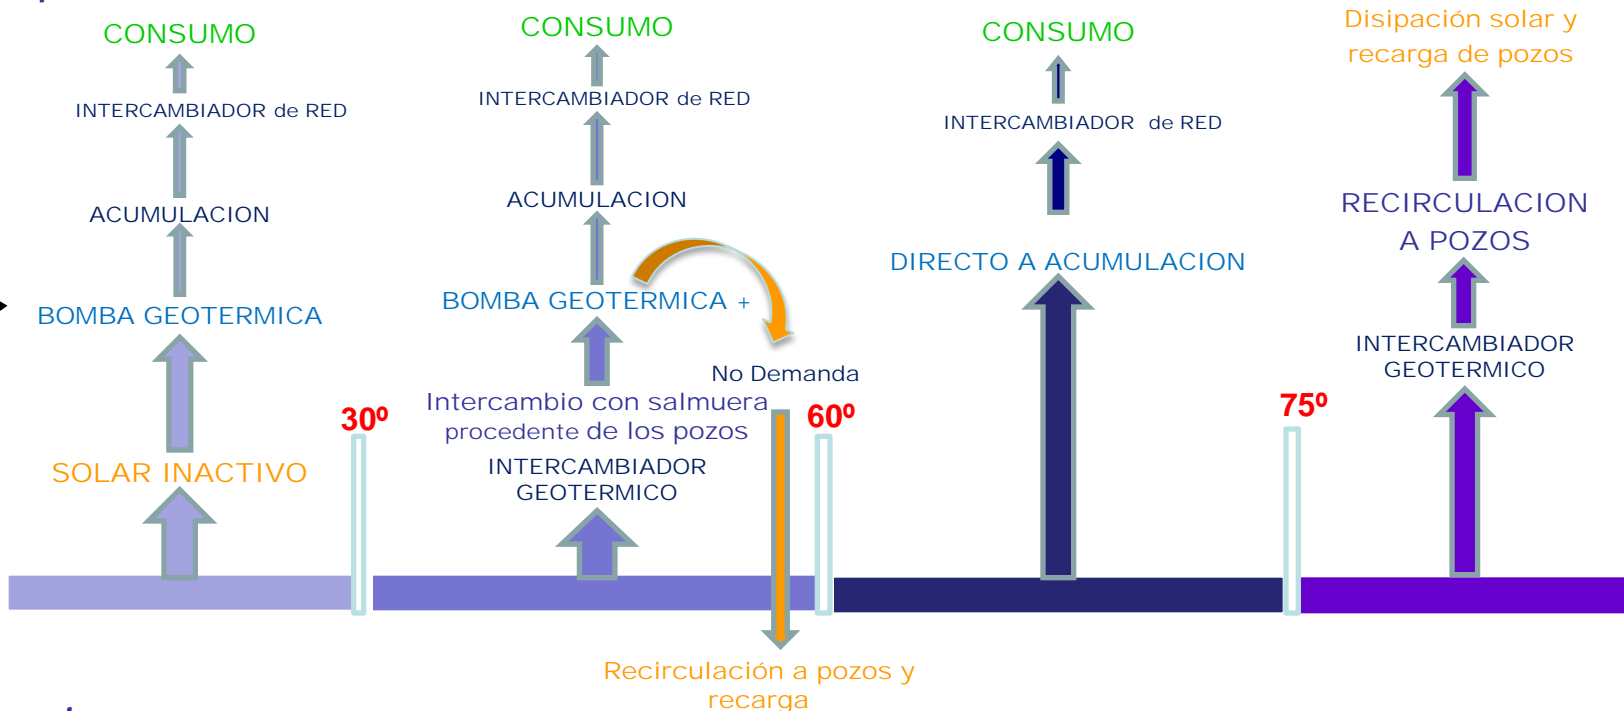 CONSUMO
INTERCAMBIADOR de RED
ACUMULACION
BOMBA GEOTERMICA
SOLAR INACTIVO
30º
CONSUMO
INTERCAMBIADOR de RED
ACUMULACION
BOMBA GEOTERMICA +
No Demanda
Intercambio con salmuera
procedente de los pozos
INTERCAMBIADOR
GEOTERMICO
Recirculación a pozos y
recarga
60º
CONSUMO
INTERCAMBIADOR de RED
DIRECTO A ACUMULACION
75º
Disipación solar y
recarga de pozos
RECIRCULACION
A POZOS
INTERCAMBIADOR
GEOTERMICO